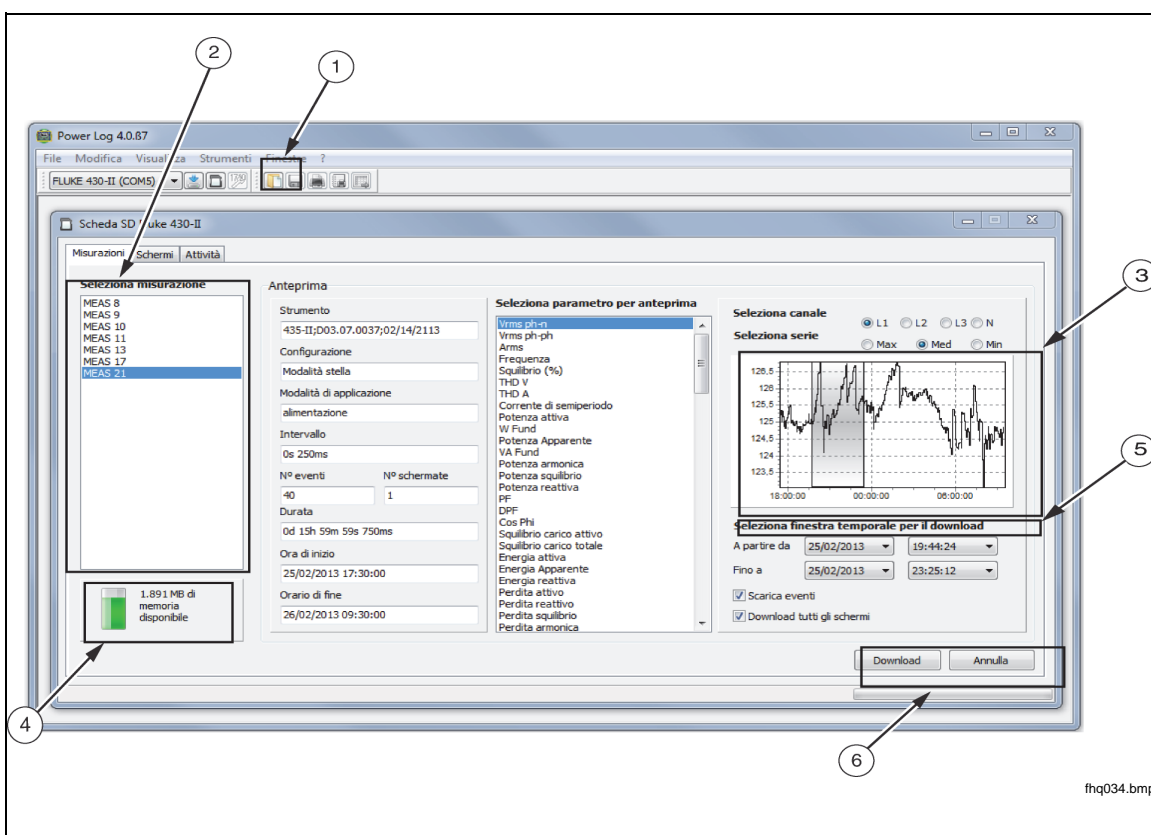 2
1
Power Log 4.0.ß7
File Modifica Visualizza Strumenti Finestre ?
FLUKE 430-II (COM5)
Scheda SD Fluke 430-II
Misurazioni Schermi Attività
Seleziona misurazione
MEAS 8
MEAS 9
MEAS 10
MEAS 11
MEAS 13
MEAS 17
MEAS 21
1.891 MB di
memoria
disponibile
Anteprima
Strumento
435-II;D03.07.0037;02/14/2113
Configurazione
Modalità stella
Modalità di applicazione
alimentazione
Intervallo
0s 250ms
Nº eventi Nº schermate
40 1
Durata
0d 15h 59m 59s 750ms
Ora di inizio
25/02/2013 17:30:00
Orario di fine
26/02/2013 09:30:00
Seleziona parametro per anteprima
Vrms ph-n
Vrms ph-ph
Arms
Frequenza
Squilibrio (%)
THD V
THD A
Corrente di semiperiodo
Potenza attiva
W Fund
Potenza Apparente
VA Fund
Potenza armonica
Potenza squilibrio
Potenza reattiva
PF
DPF
Cos Phi
Squilibrio carico attivo
Squilibrio carico totale
Energia attiva
Energia Apparente
Energia reattiva
Perdita attivo
Perdita reattivo
Perdita squilibrio
Perdita armonica
Seleziona canale
L1 L2 L3 N
Seleziona serie
Max Med Min
126,5
126
125,5
125
124,5
124
123,5
18:00:00 00:00:00 06:00:00
Seleziona finestra temporale per il download
A partire da 25/02/2013 19:44:24
Fino a 25/02/2013 23:25:12
Scarica eventi
Download tutti gli schermi
Download Annulla
3
5
4
6
fhq034.bmp